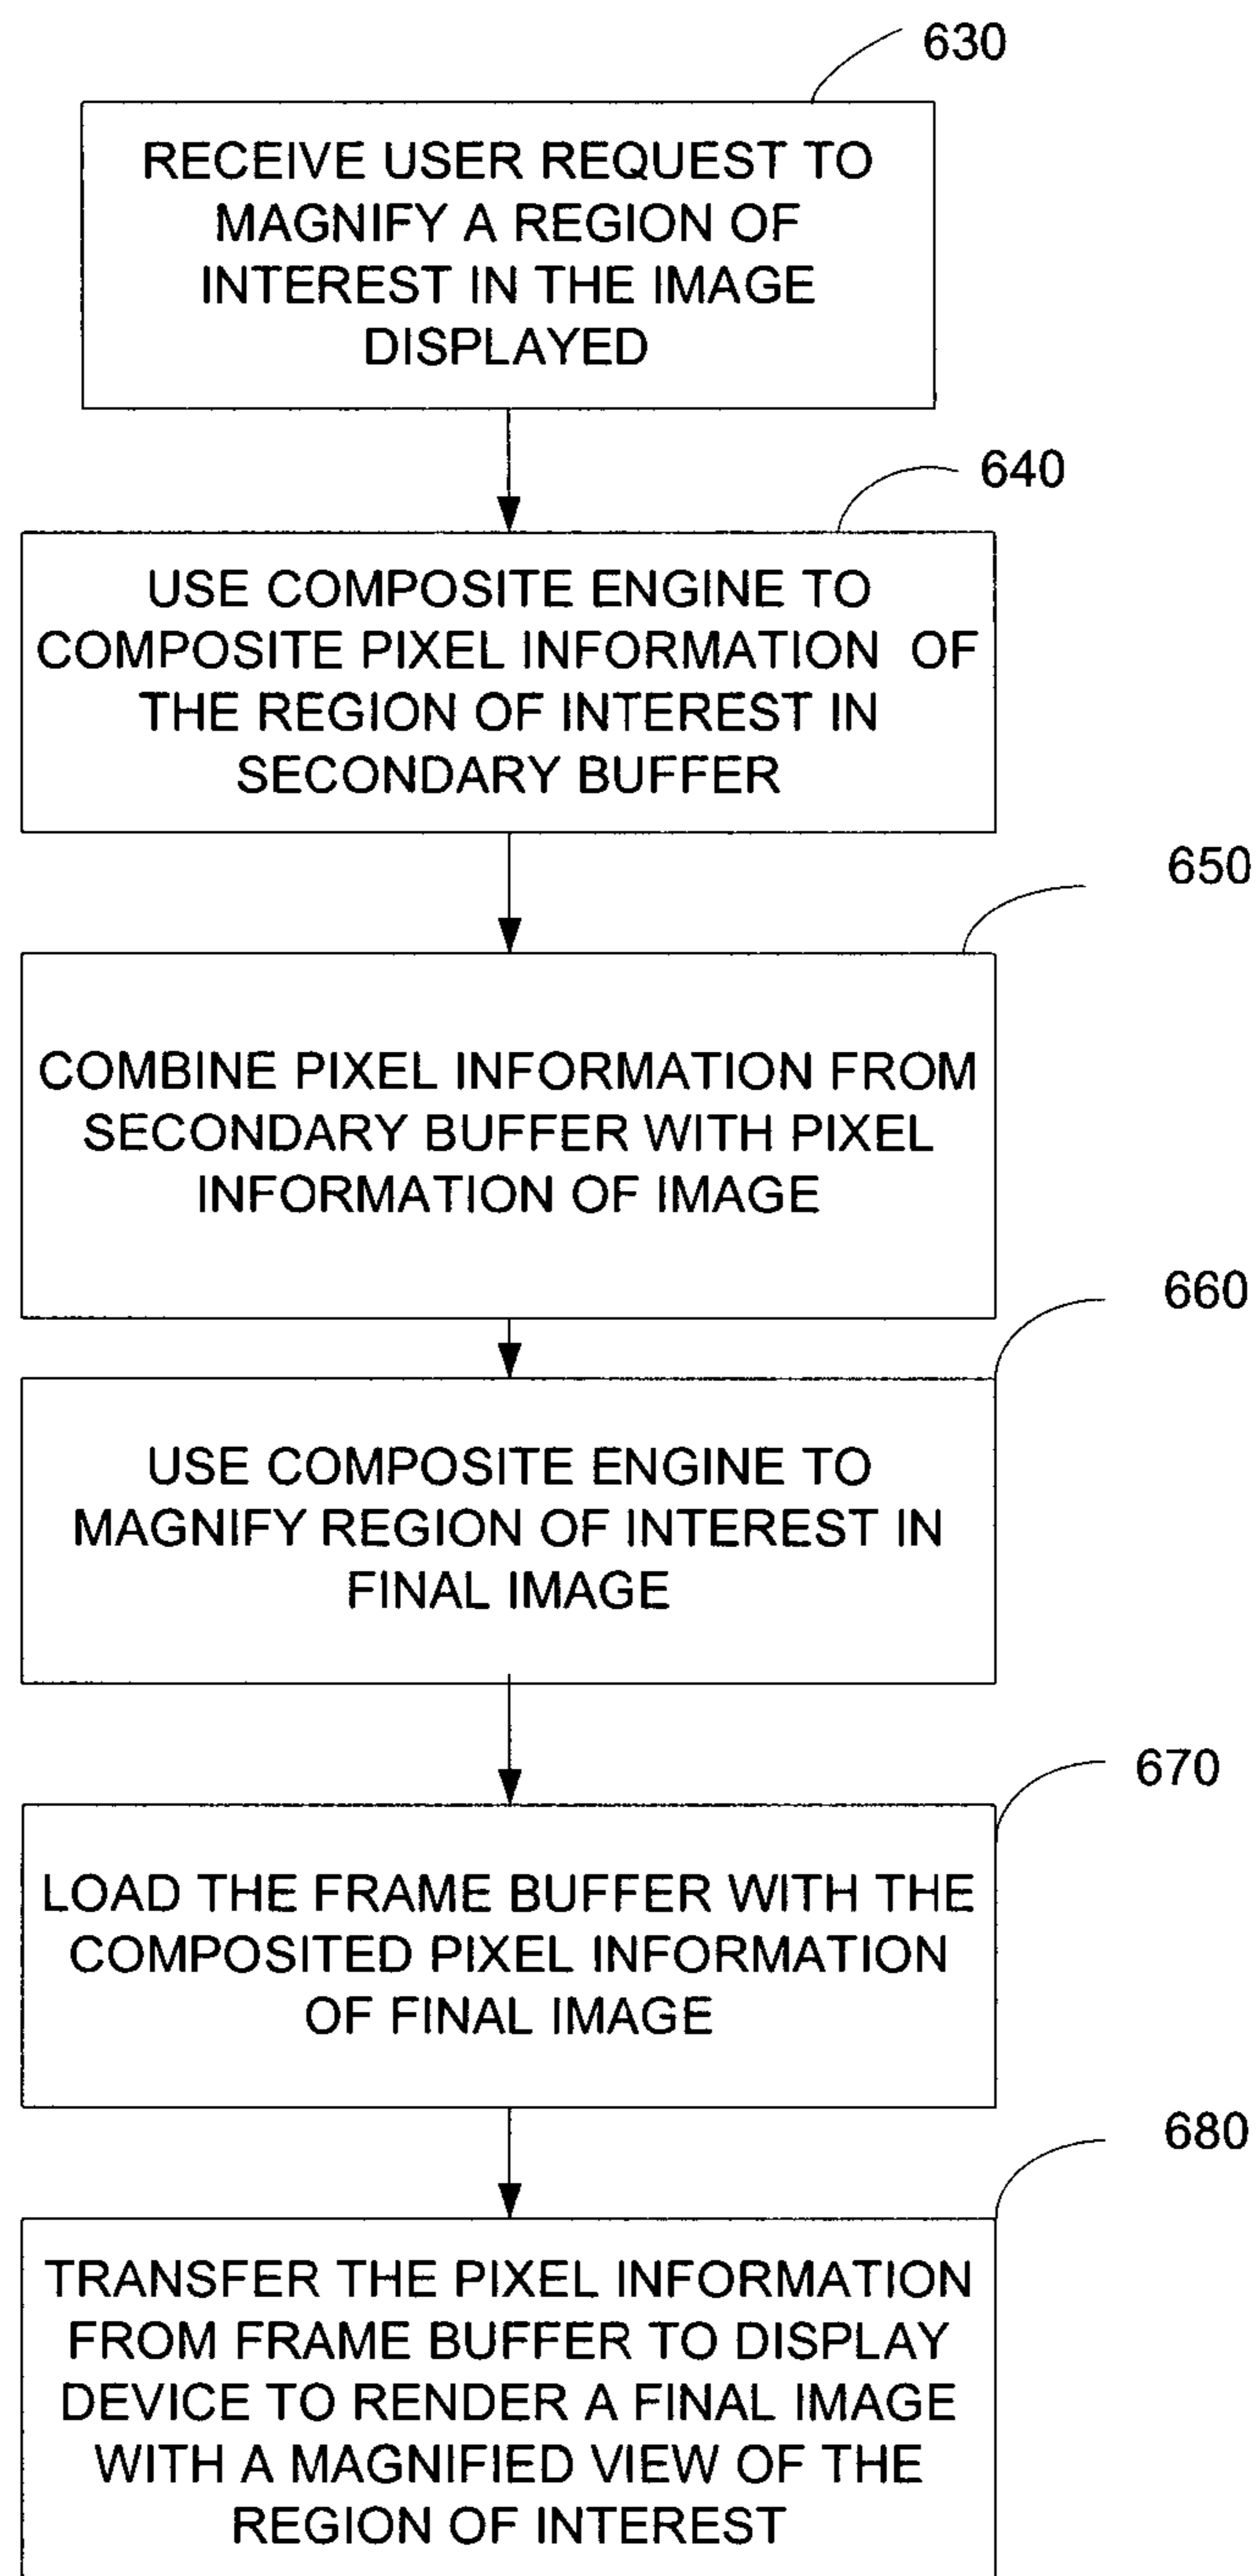 630
RECEIVE USER REQUEST TO
MAGNIFY A REGION OF
INTEREST IN THE IMAGE
DISPLAYED
640
USE COMPOSITE ENGINE TO
COMPOSITE PIXEL INFORMATION OF
THE REGION OF INTEREST IN
SECONDARY BUFFER
650
COMBINE PIXEL INFORMATION FROM
SECONDARY BUFFER WITH PIXEL
INFORMATION OF IMAGE
660
USE COMPOSITE ENGINE TO
MAGNIFY REGION OF INTEREST IN
FINAL IMAGE
670
LOAD THE FRAME BUFFER WITH THE
COMPOSITED PIXEL INFORMATION
OF FINAL IMAGE
680
TRANSFER THE PIXEL INFORMATION
FROM FRAME BUFFER TO DISPLAY
DEVICE TO RENDER A FINAL IMAGE
WITH A MAGNIFIED VIEW OF THE
REGION OF INTEREST